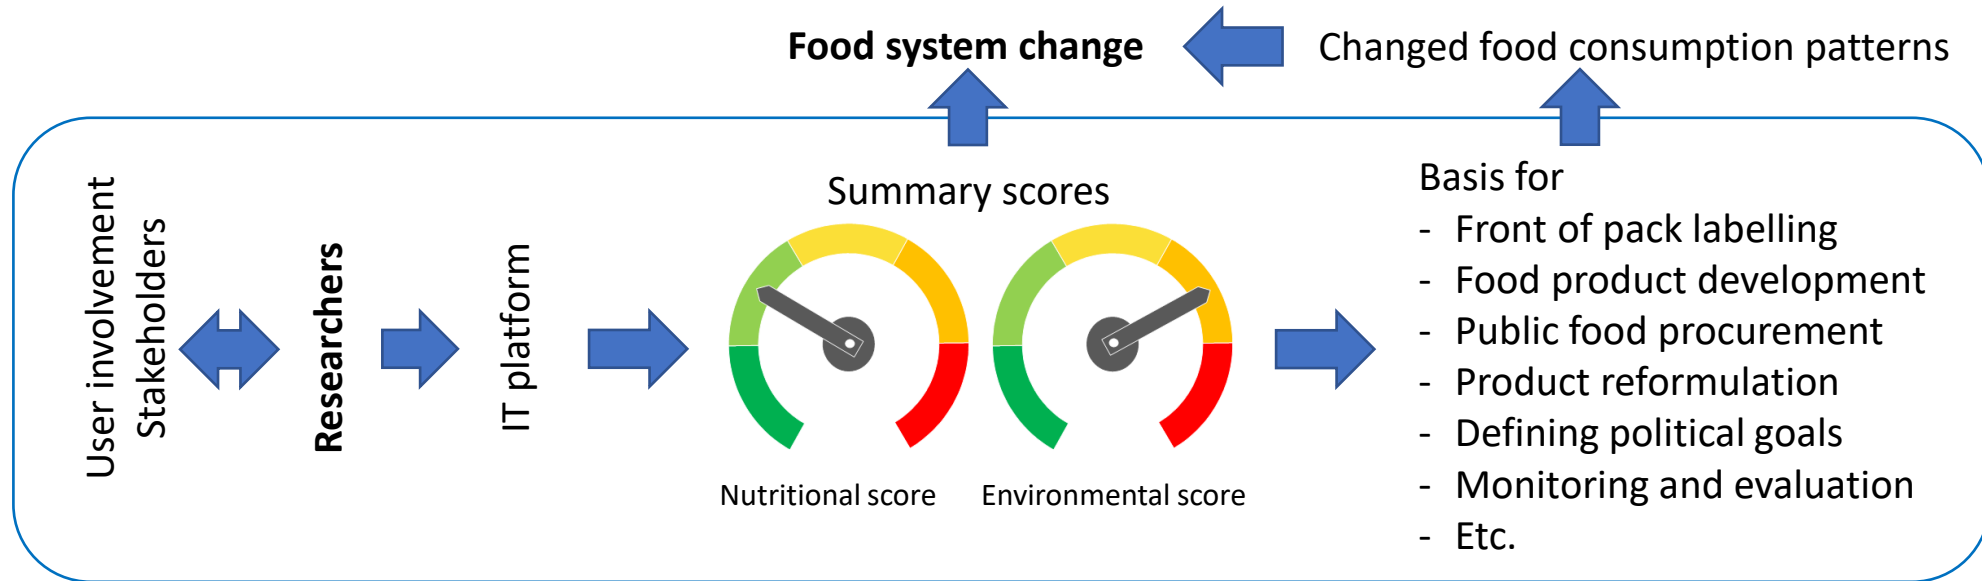 Food system change
Changed food consumption patterns
User involvement
Stakeholders
Researchers
IT platform
Summary scores
Nutritional score
Environmental score
Basis for
- Front of pack labelling
- Food product development
- Public food procurement
- Product reformulation
- Defining political goals
- Monitoring and evaluation
- Etc.